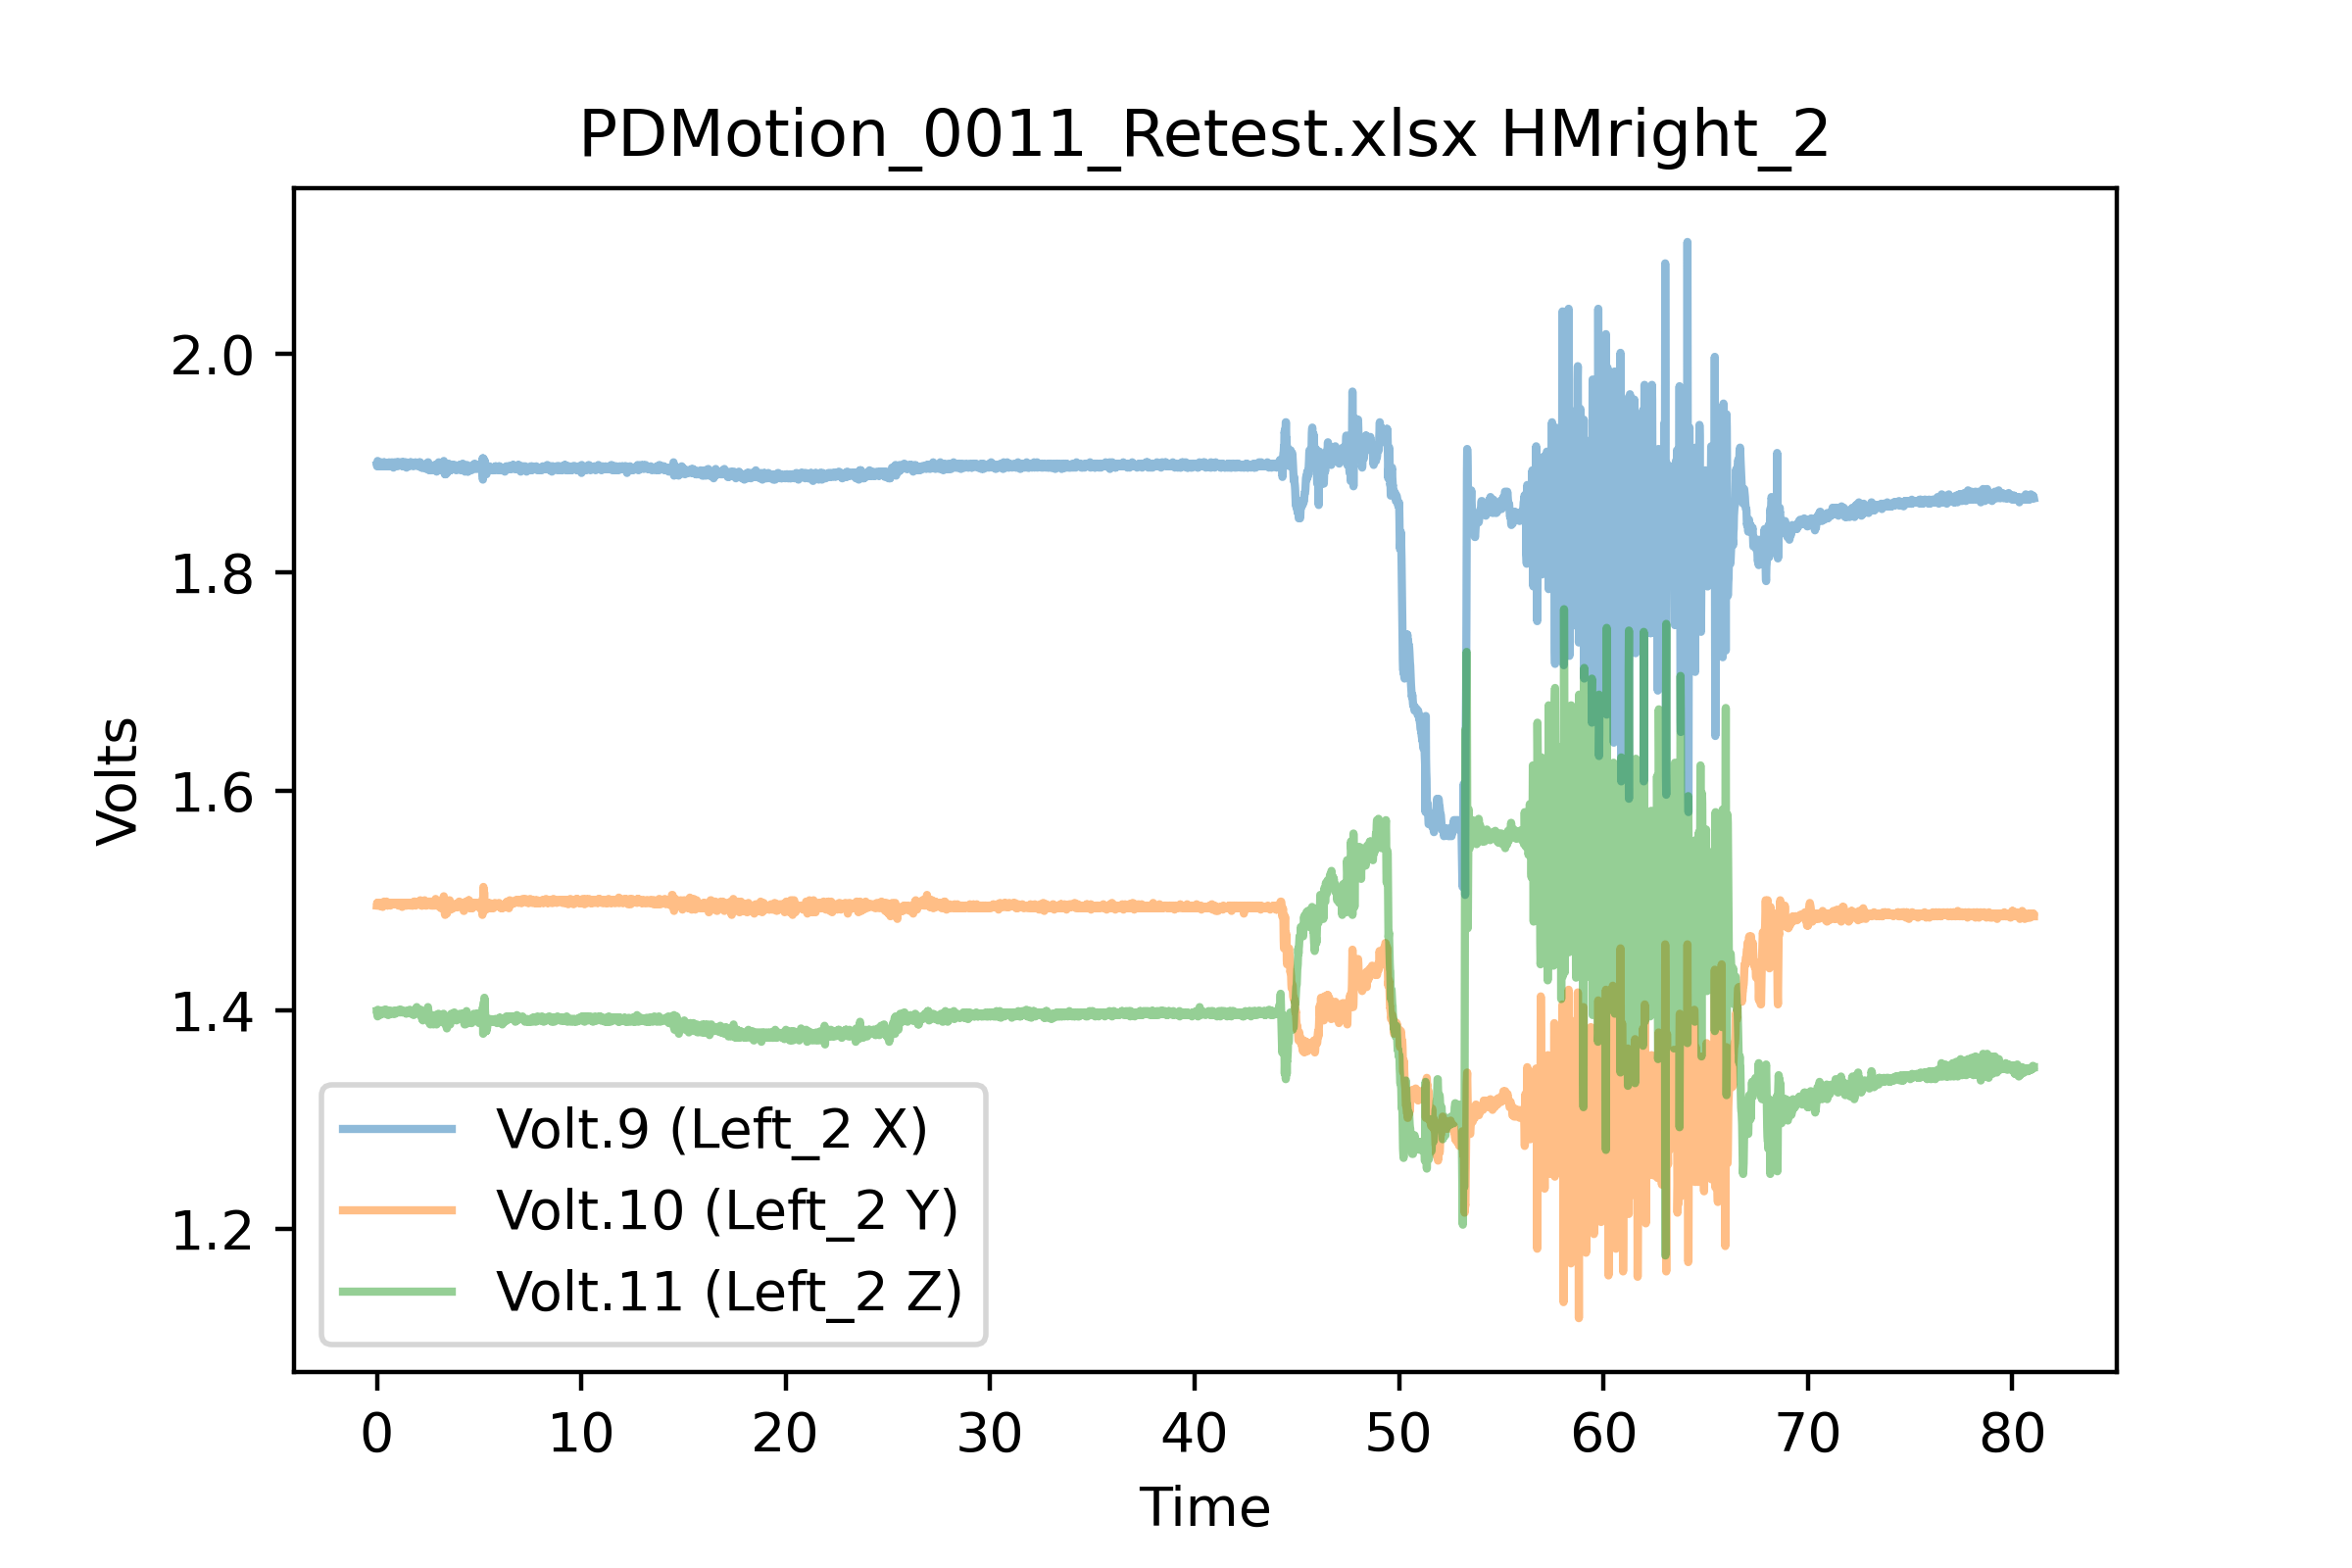 PDMotion_0011_Retest.xlsx HMright_2
Volts
2.0
1.8
1.6
1.4
1.2
Volt.9 (Left_2 X)
Volt.10 (Left_2 Y)
Volt.11 (Left_2 Z)
0 10 20 30 40 50 60 70 80
Time